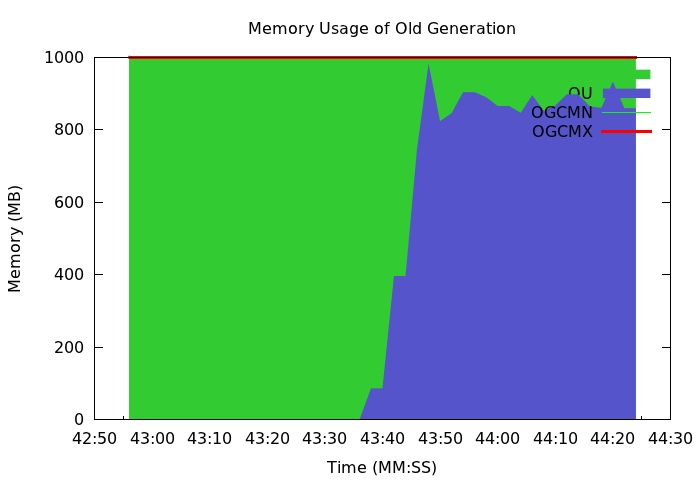 Memory Usage of Old Generation
1000
800
600
400
200
0
Memory (MB)
OU
OGCMN
OGCMX
42:50 43:00 43:10 43:20 43:30 43:40 43:50 44:00 44:10 44:20 44:30
Time (MM:SS)